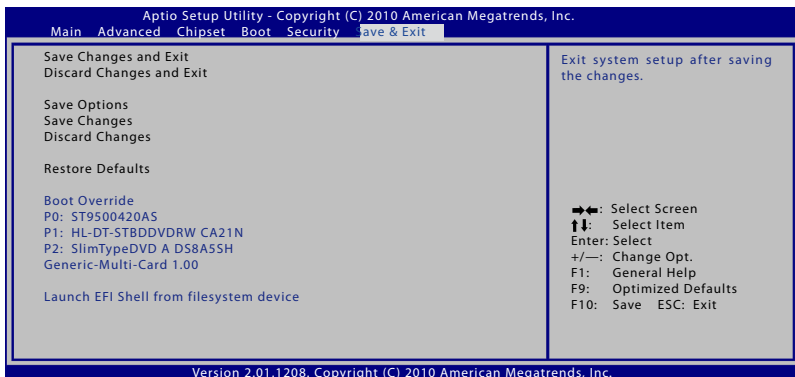 Aptio Setup Utility - Copyright (C) 2010 American Megatrends, Inc.
Main Advanced Chipset Boot Security Save & Exit
Save Changes and Exit
Discard Changes and Exit
Save Options
Save Changes
Discard Changes
Restore Defaults
Boot Override
P0: ST9500420AS
P1: HL-DT-STBDDVDRW CA21N
P2: SlimTypeDVD A DS8A5SH
Generic-Multi-Card 1.00
Launch EFI Shell from filesystem device
Exit system setup after saving
the changes.
➡⬅: Select Screen
⬆⬇: Select Item
Enter: Select
+/—: Change Opt.
F1: General Help
F9: Optimized Defaults
F10: Save ESC: Exit
Version 2.01.1208. Copyright (C) 2010 American Megatrends, Inc.